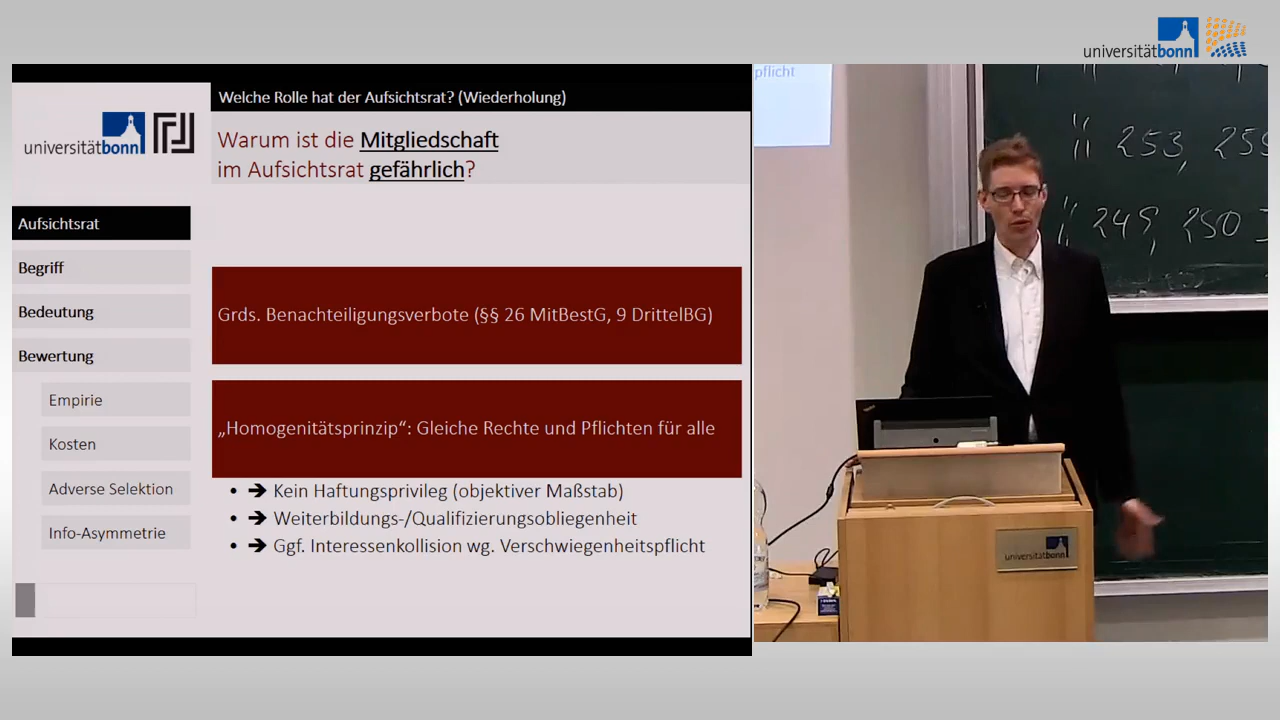 universitätbonn
Welche Rolle hat der Aufsichtsrat? (Wiederholung)
universitätbonn
Warum ist die Mitgliedschaft
im Aufsichtsrat gefährlich?
Aufsichtsrat
Begriff
Bedeutung
Bewertung
Empirie
Kosten
Adverse Selektion
Info-Asymmetrie
Grds. Benachteiligungsverbote (§§ 26 MitBestG, 9 DrittelBG)
„Homogenitätsprinzip“: Gleiche Rechte und Pflichten für alle
• ➔ Kein Haftungsprivileg (objektiver Maßstab)
• ➔ Weiterbildungs-/Qualifizierungsobliegenheit
• ➔ Ggf. Interessenkollision wg. Verschwiegenheitspflicht
pflicht
253, 259
249, 250
universitätbonn